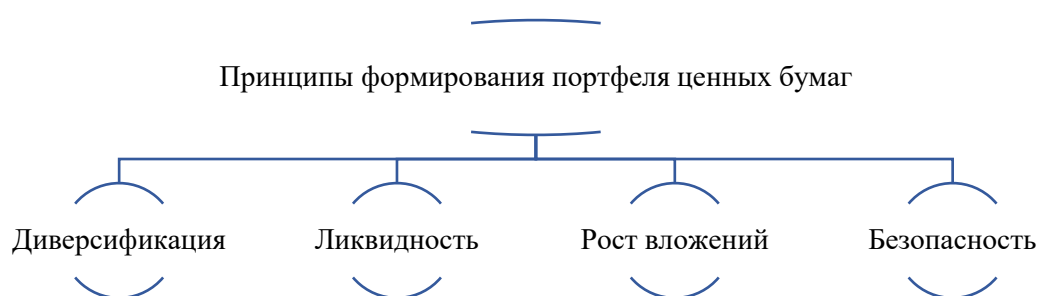 Принципы формирования портфеля ценных бумаг
Диверсификация
Ликвидность
Рост вложений
Безопасность